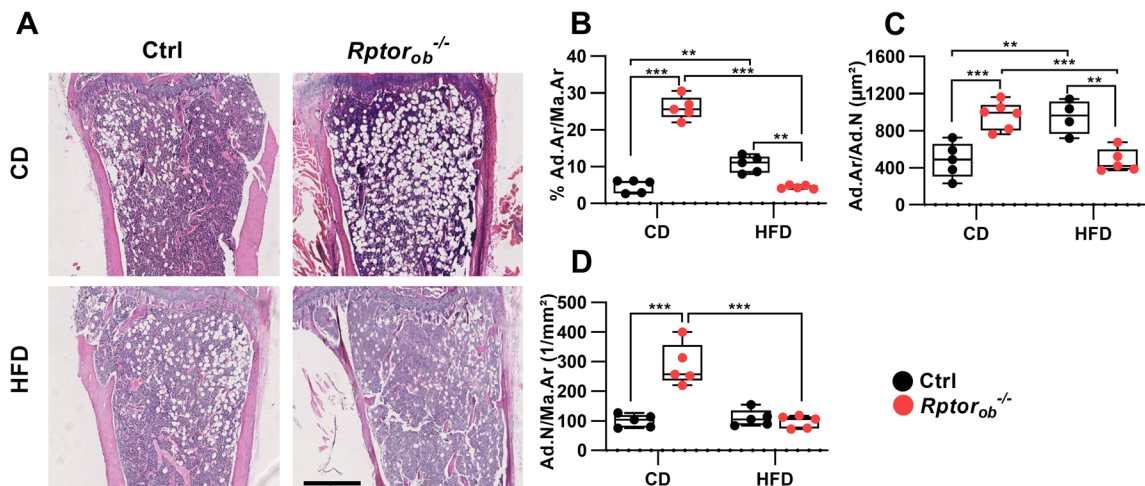 A
Ctrl
Rptor_ob^-/-
CD
HFD
B
% Ad.Ar/Ma.Ar
40
30
20
10
0
**
***
***
**
CD
HFD
C
Ad.Ar/Ad.N (µm²)
1600
1200
800
400
0
**
***
***
**
CD
HFD
D
Ad.N/Ma.Ar (1/mm²)
500
400
300
200
100
0
***
***
CD
HFD
Ctrl
Rptor_ob^-/-